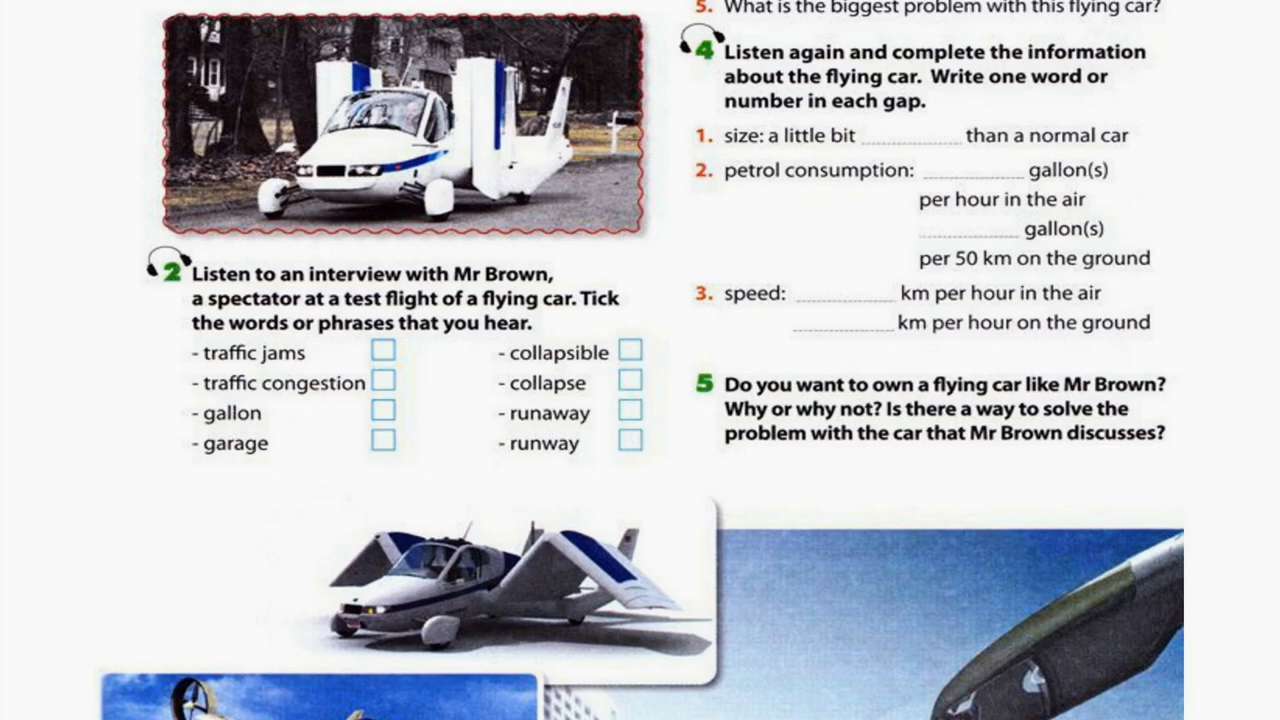 2 Listen to an interview with Mr Brown,
a spectator at a test flight of a flying car. Tick
the words or phrases that you hear.
- traffic jams
- traffic congestion
- gallon
- garage
- collapsible
- collapse
- runaway
- runway
5. What is the biggest problem with this flying car?
4 Listen again and complete the information
about the flying car. Write one word or
number in each gap.
1. size: a little bit .................... than a normal car
2. petrol consumption: .................... gallon(s)
per hour in the air
.................... gallon(s)
per 50 km on the ground
3. speed: .................... km per hour in the air
.................... km per hour on the ground
5 Do you want to own a flying car like Mr Brown?
Why or why not? Is there a way to solve the
problem with the car that Mr Brown discusses?